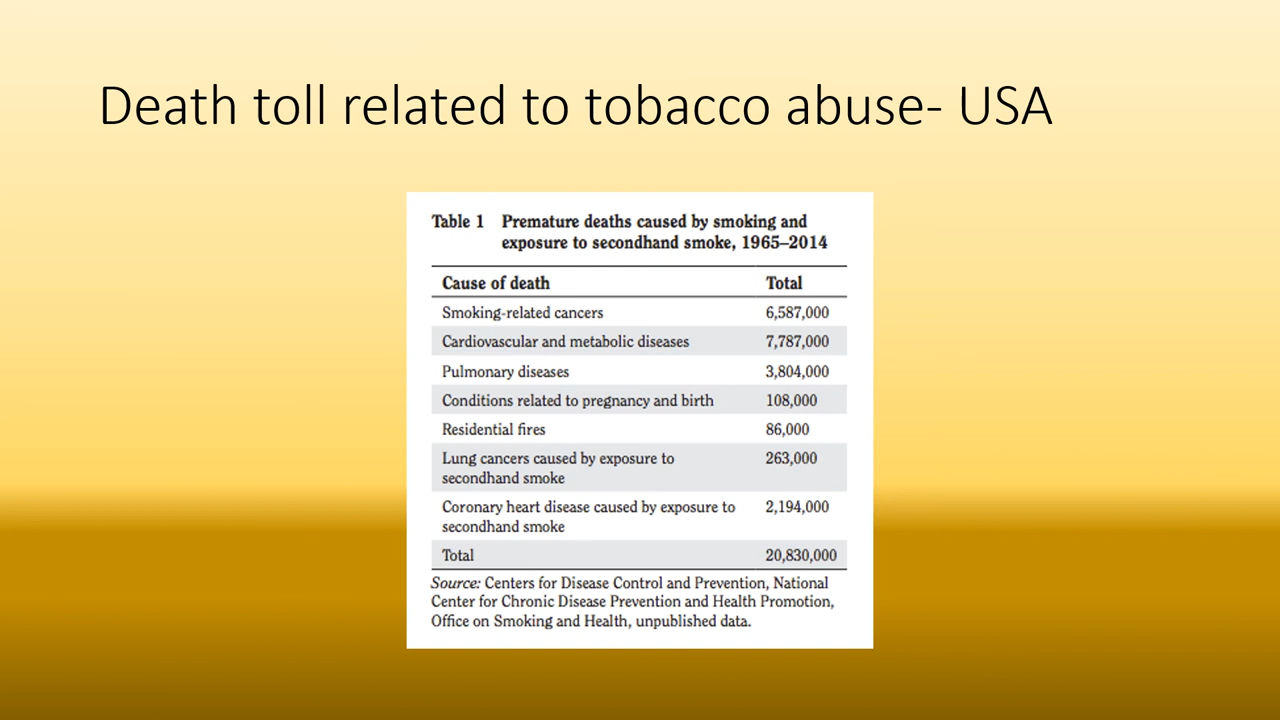 Death toll related to tobacco abuse- USA
Table 1 Premature deaths caused by smoking and
exposure to secondhand smoke, 1965–2014
Cause of death Total
Smoking-related cancers 6,587,000
Cardiovascular and metabolic diseases 7,787,000
Pulmonary diseases 3,804,000
Conditions related to pregnancy and birth 108,000
Residential fires 86,000
Lung cancers caused by exposure to 263,000
secondhand smoke
Coronary heart disease caused by exposure to 2,194,000
secondhand smoke
Total 20,830,000
Source: Centers for Disease Control and Prevention, National
Center for Chronic Disease Prevention and Health Promotion,
Office on Smoking and Health, unpublished data.